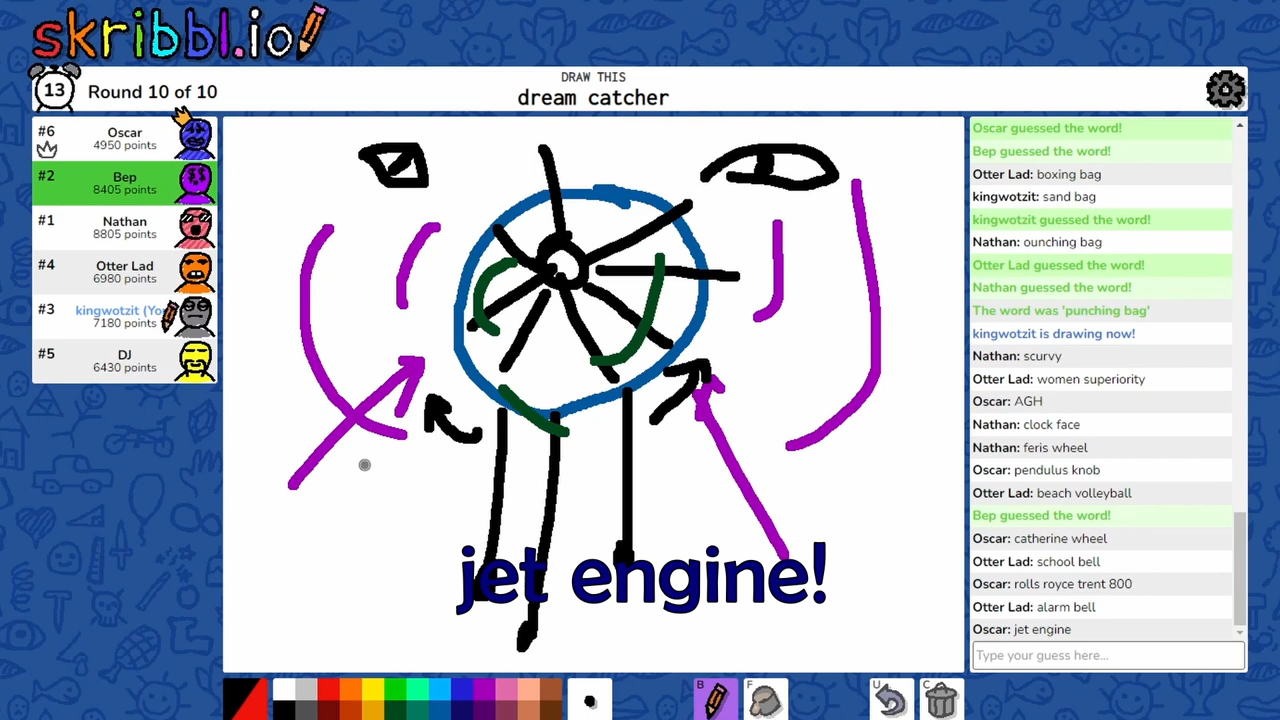 skribbl.io
13
Round 10 of 10
DRAW THIS
dream catcher
#6
Oscar
4950 points
#2
Bep
8405 points
#1
Nathan
8805 points
#4
Otter Lad
6980 points
#3
kingwotzit (Yo
7180 points
#5
DJ
6430 points
jet engine!
Oscar guessed the word!
Bep guessed the word!
Otter Lad: boxing bag
kingwotzit: sand bag
kingwotzit guessed the word!
Nathan: ounching bag
Otter Lad guessed the word!
Nathan guessed the word!
The word was 'punching bag'
kingwotzit is drawing now!
Nathan: scurvy
Otter Lad: women superiority
Oscar: AGH
Nathan: clock face
Nathan: feris wheel
Oscar: pendulus knob
Otter Lad: beach volleyball
Bep guessed the word!
Oscar: catherine wheel
Otter Lad: school bell
Oscar: rolls royce trent 800
Otter Lad: alarm bell
Oscar: jet engine
Type your guess here...
B
F
U
C